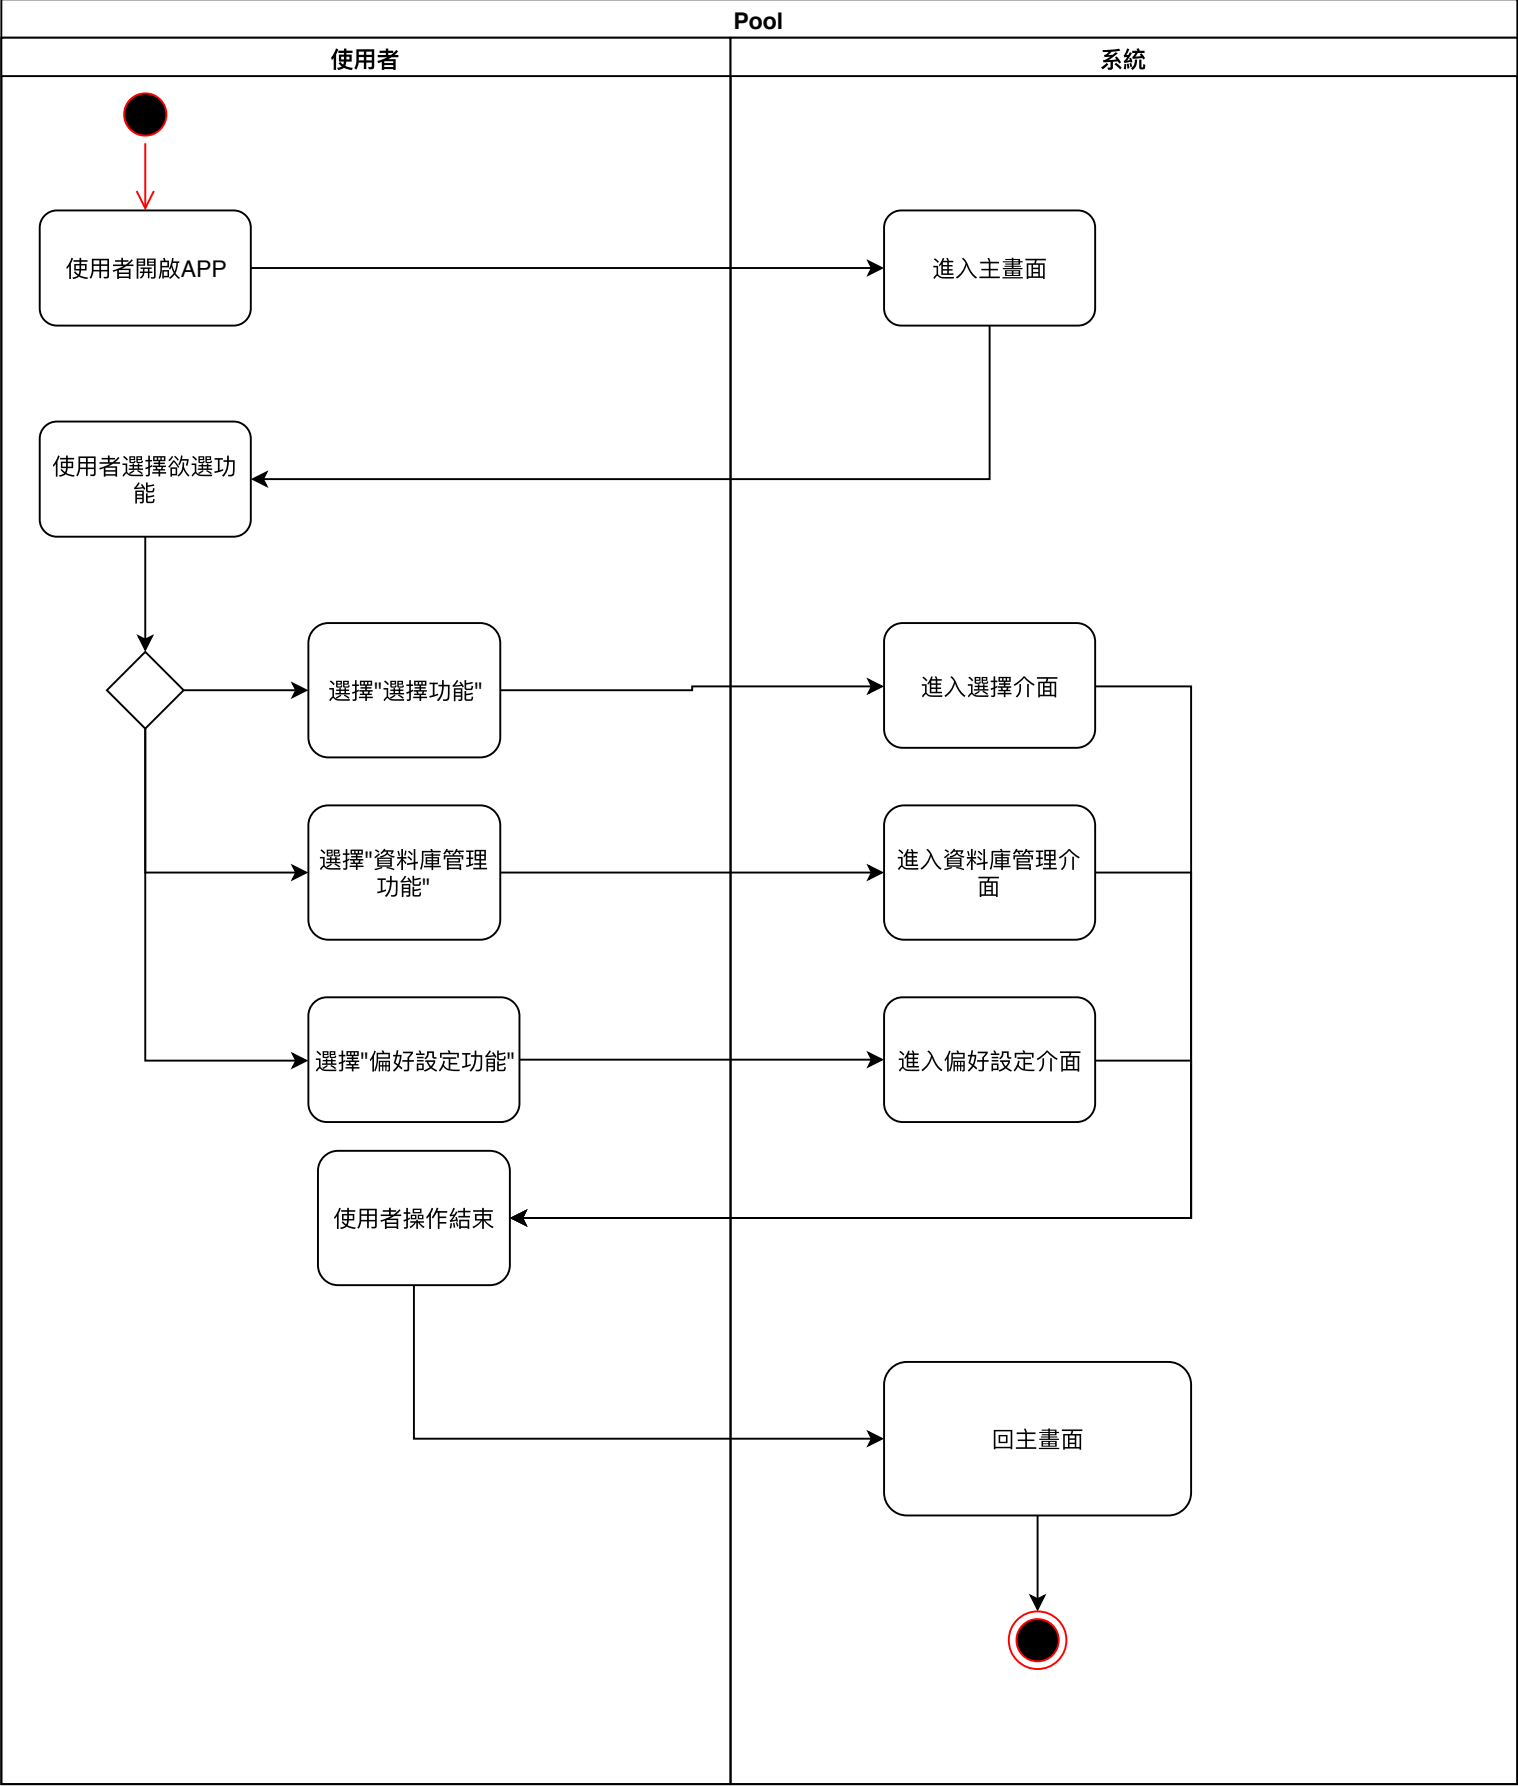 Pool
使用者
系統
使用者開啟APP
進入主畫面
使用者選擇欲選功
能
選擇"選擇功能"
進入選擇介面
選擇"資料庫管理
功能"
進入資料庫管理介
面
選擇"偏好設定功能"
進入偏好設定介面
使用者操作結束
回主畫面